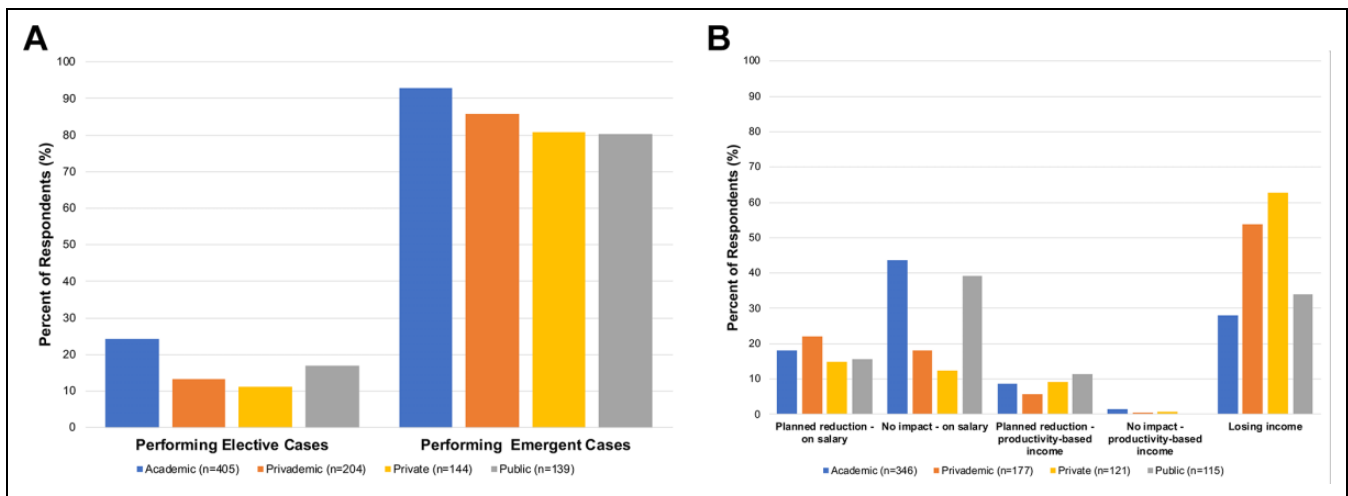 A
Percent of Respondents (%)
100
90
80
70
60
50
40
30
20
10
0
Performing Elective Cases
Performing Emergent Cases
Academic (n=405) Privademic (n=204) Private (n=144) Public (n=139)
B
Percent of Respondents (%)
100
90
80
70
60
50
40
30
20
10
0
Planned reduction -
on salary
No impact - on salary
Planned reduction -
productivity-based
income
No impact -
productivity-based
income
Losing income
Academic (n=346) Privademic (n=177) Private (n=121) Public (n=115)